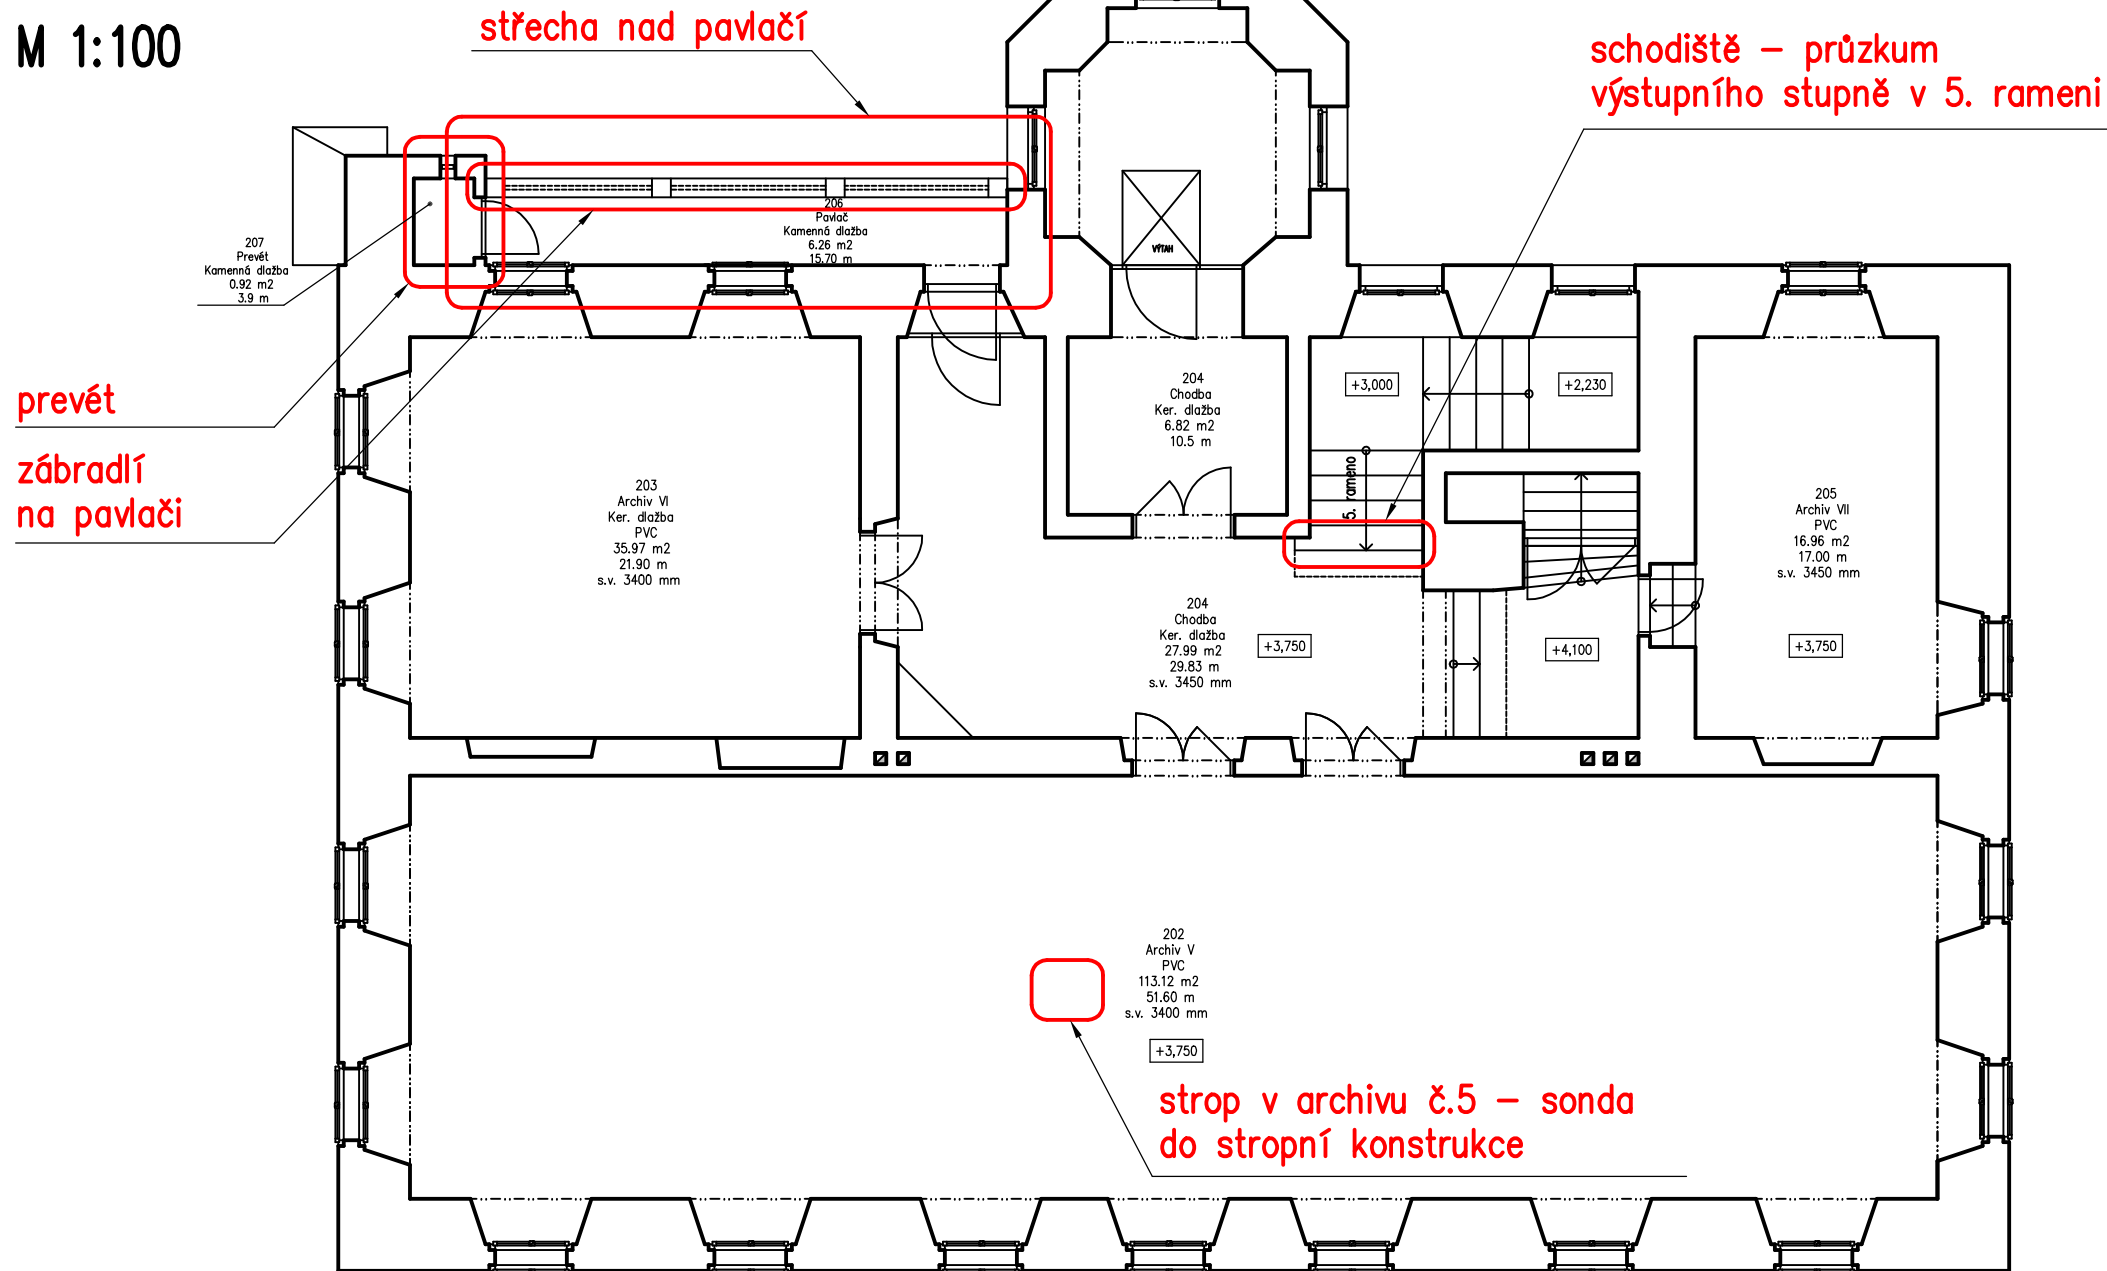 M 1:100
střecha nad pavlačí
schodiště – průzkum
výstupního stupně v 5. rameni
206
Pavlač
Kamenná dlažba
6.26 m2
15.70 m
VÝTAH
207
Prevét
Kamenná dlažba
0.92 m2
3.9 m
prevét
zábradlí
na pavlači
204
Chodba
Ker. dlažba
6.82 m2
10.5 m
+3,000
+2,230
5. rameno
203
Archiv VI
Ker. dlažba
PVC
35.97 m2
21.90 m
s.v. 3400 mm
205
Archiv VII
PVC
16.96 m2
17.00 m
s.v. 3450 mm
204
Chodba
Ker. dlažba
27.99 m2
29.83 m
s.v. 3450 mm
+3,750
+4,100
+3,750
202
Archiv V
PVC
113.12 m2
51.60 m
s.v. 3400 mm
+3,750
strop v archivu č.5 – sonda
do stropní konstrukce